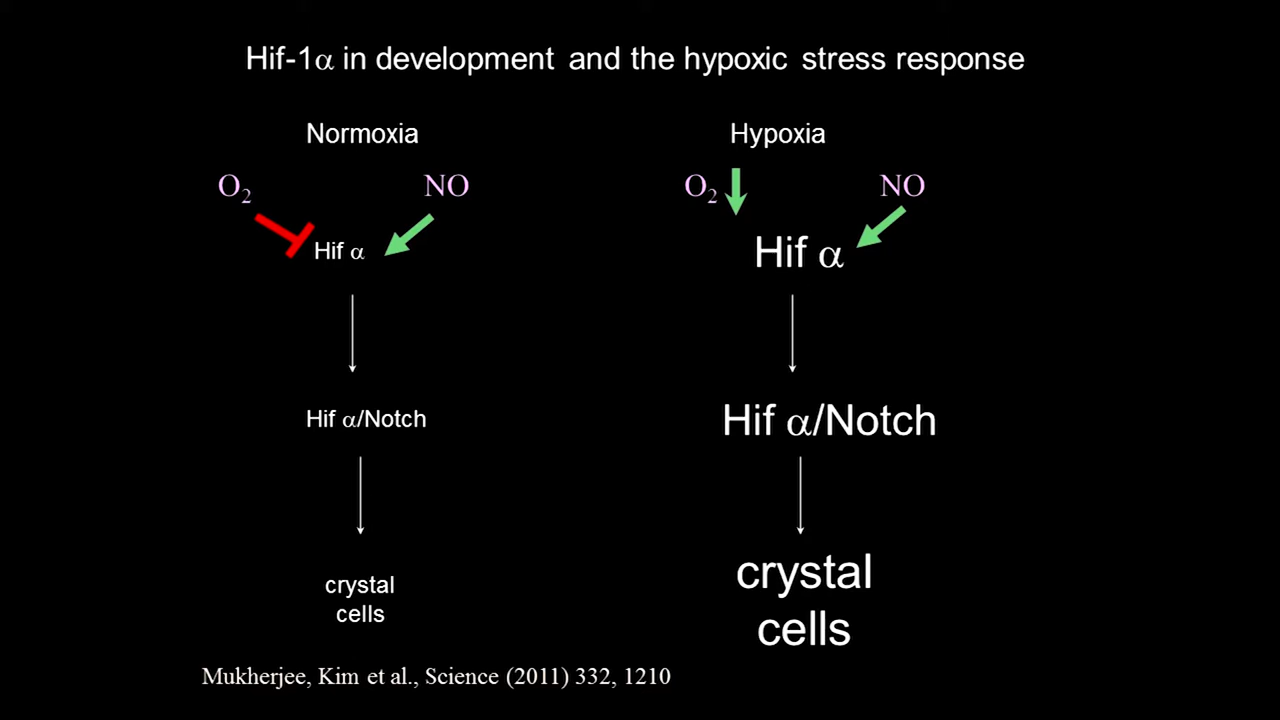 Hif-1α in development and the hypoxic stress response
Normoxia
Hypoxia
O₂
NO
O₂
NO
Hif α
Hif α
Hif α/Notch
Hif α/Notch
crystal
cells
crystal
cells
Mukherjee, Kim et al., Science (2011) 332, 1210